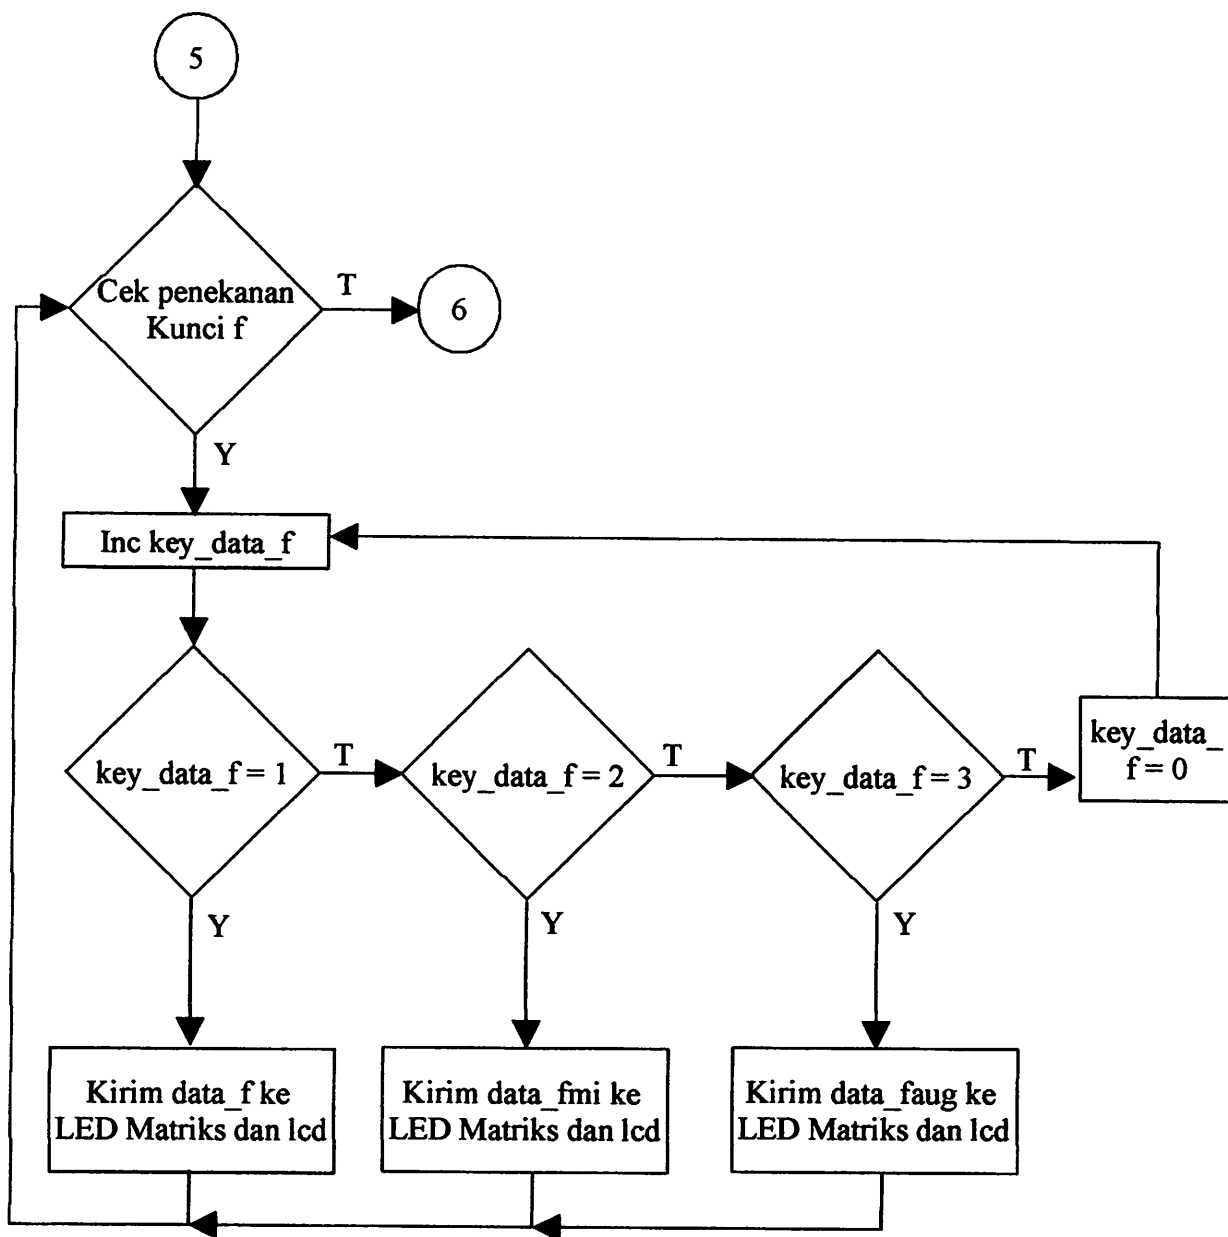 5
Cek penekanan
Kunci f
T
6
Y
Inc key_data_f
key_data_f = 1
T
key_data_f = 2
T
key_data_f = 3
T
key_data_
f = 0
Y
Y
Y
Kirim data_f ke
LED Matriks dan lcd
Kirim data_fmi ke
LED Matriks dan lcd
Kirim data_faug ke
LED Matriks dan lcd